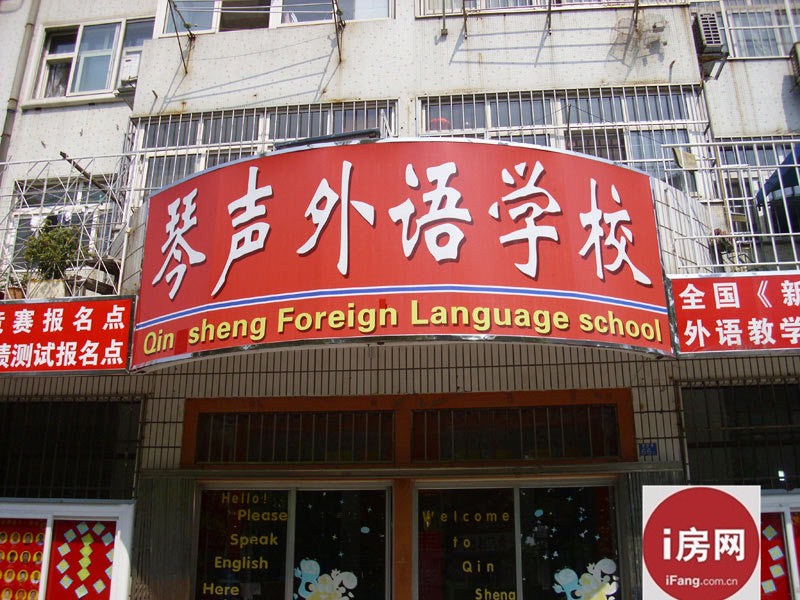 琴声外语学校
Qin sheng Foreign Language school
赛报名点
测试报名点
全国《新
外语教学
Hello!
Please
Speak
English
Here
Welcome
to
Qin
Sheng
i房网
iFang.com.cn